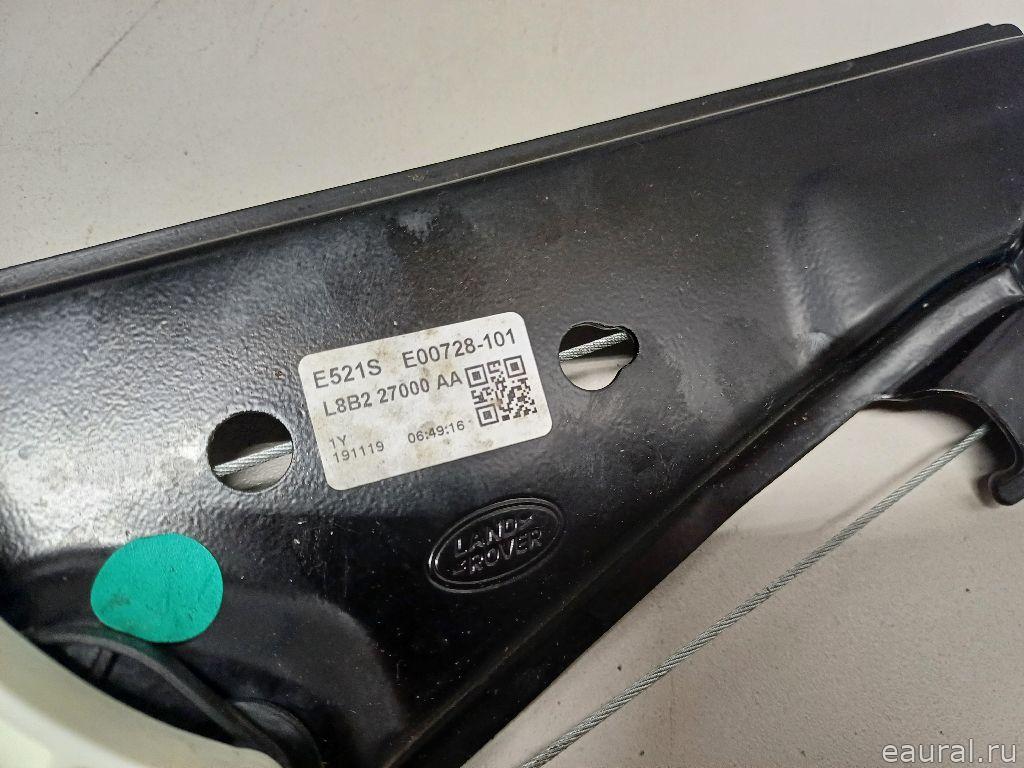 E521S E00728-101
L8B2 27000 AA
1Y
191119 06:49:16
LAND
ROVER
eaural.ru